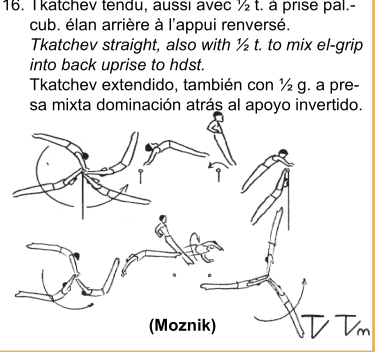 16. Tkatchev tendu, aussi avec ½ t. à prise pal.-
cub. élan arrière à l'appui renversé.
Tkatchev straight, also with ½ t. to mix el-grip
into back uprise to hdst.
Tkatchev extendido, también con ½ g. a pre-
sa mixta dominación atrás al apoyo invertido.
(Moznik)